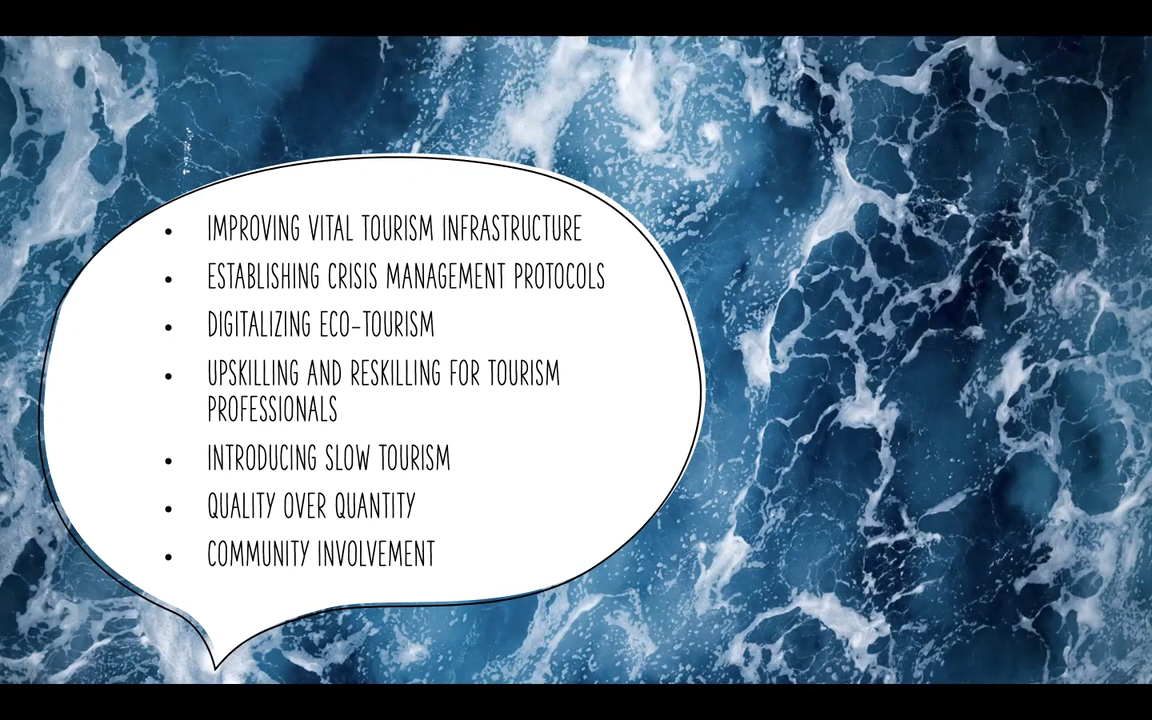 • IMPROVING VITAL TOURISM INFRASTRUCTURE
• ESTABLISHING CRISIS MANAGEMENT PROTOCOLS
• DIGITALIZING ECO-TOURISM
• UPSKILLING AND RESKILLING FOR TOURISM
PROFESSIONALS
• INTRODUCING SLOW TOURISM
• QUALITY OVER QUANTITY
• COMMUNITY INVOLVEMENT